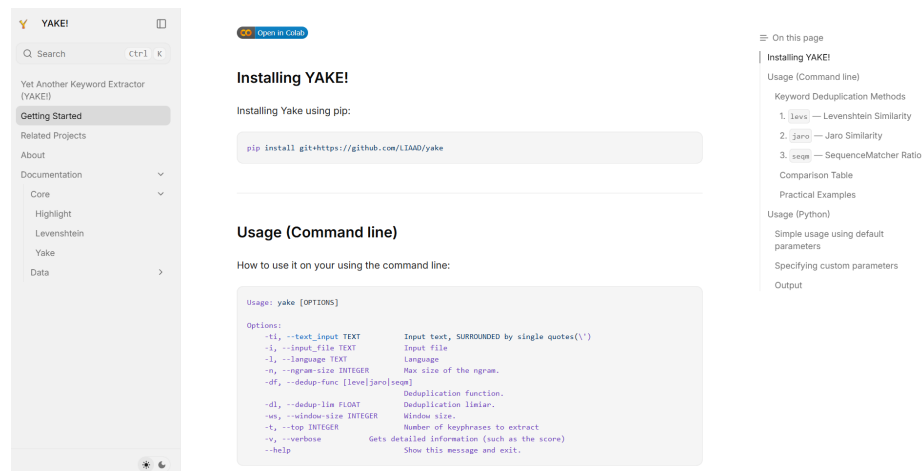 YAKE!
Search Ctrl K
Yet Another Keyword Extractor
(YAKE!)
Getting Started
Related Projects
About
Documentation
Core
Highlight
Levenshtein
Yake
Data
Open in Colab
Installing YAKE!
Installing Yake using pip:
pip install git+https://github.com/LIAAD/yake
Usage (Command line)
How to use it on your using the command line:
Usage: yake [OPTIONS]
Options:
-ti, --text_input TEXT Input text, SURROUNDED by single quotes(\')
-i, --input_file TEXT Input file
-l, --language TEXT Language
-n, --ngram-size INTEGER Max size of the ngram.
-df, --dedup-func [leve|jaro|seqm]
Deduplication function.
-dl, --dedup-lim FLOAT Deduplication limiar.
-ws, --window-size INTEGER Window size.
-t, --top INTEGER Number of keyphrases to extract
-v, --verbose Gets detailed information (such as the score)
--help Show this message and exit.
On this page
Installing YAKE!
Usage (Command line)
Keyword Deduplication Methods
1. levs — Levenshtein Similarity
2. jaro — Jaro Similarity
3. seqm — SequenceMatcher Ratio
Comparison Table
Practical Examples
Usage (Python)
Simple usage using default
parameters
Specifying custom parameters
Output